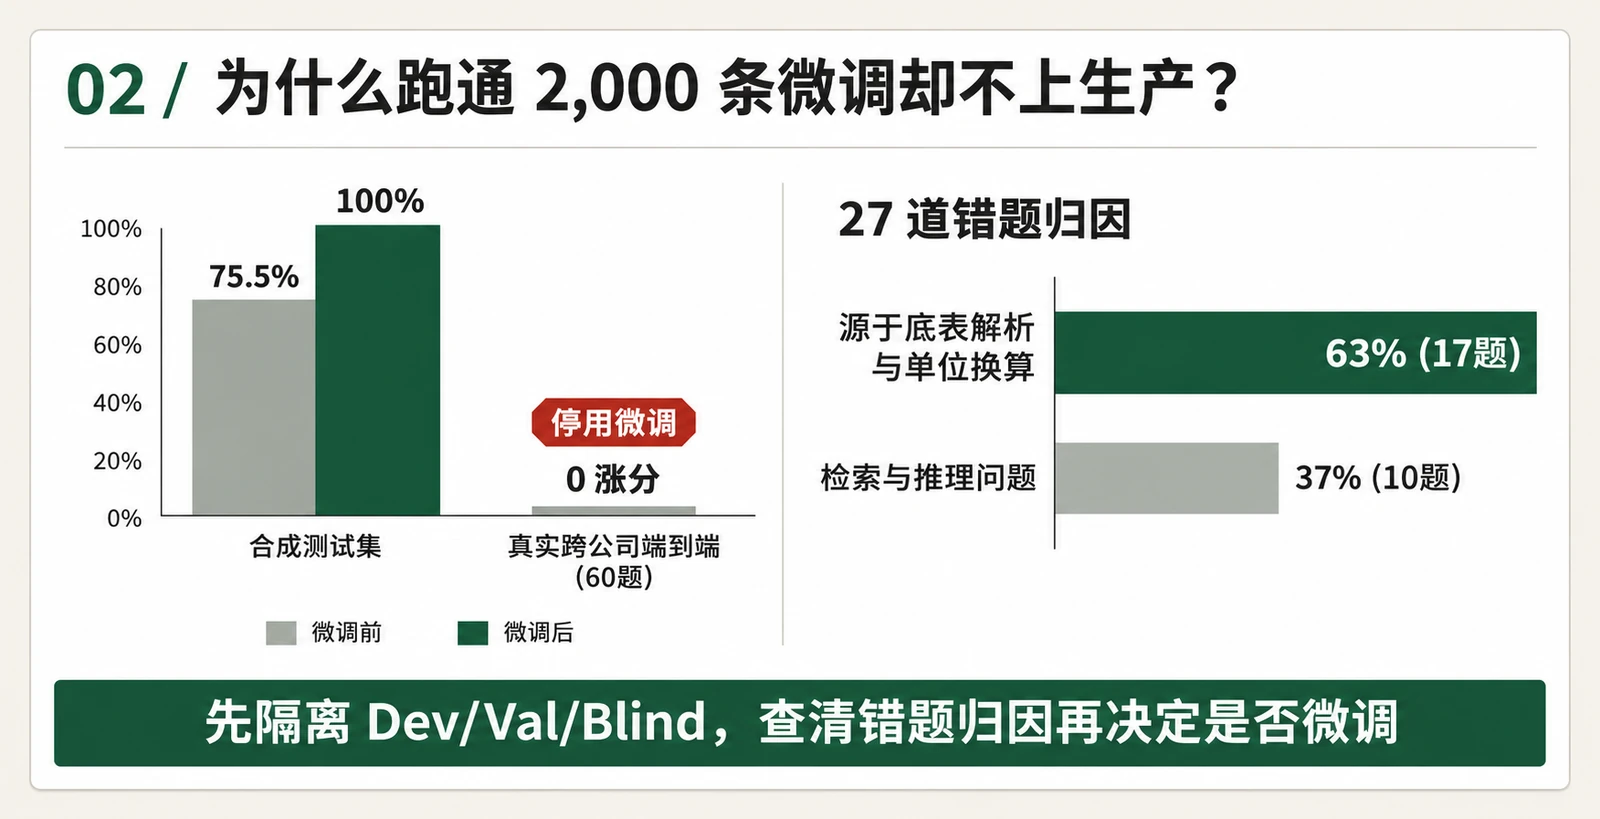 02 / 为什么跑通 2,000 条微调却不上生产？
100%
80%
60%
40%
20%
0%
75.5%
100%
停用微调
0 涨分
合成测试集
真实跨公司端到端
(60题)
微调前
微调后
27 道错题归因
源于底表解析
与单位换算
63% (17题)
检索与推理问题
37% (10题)
先隔离 Dev/Val/Blind，查清错题归因再决定是否微调